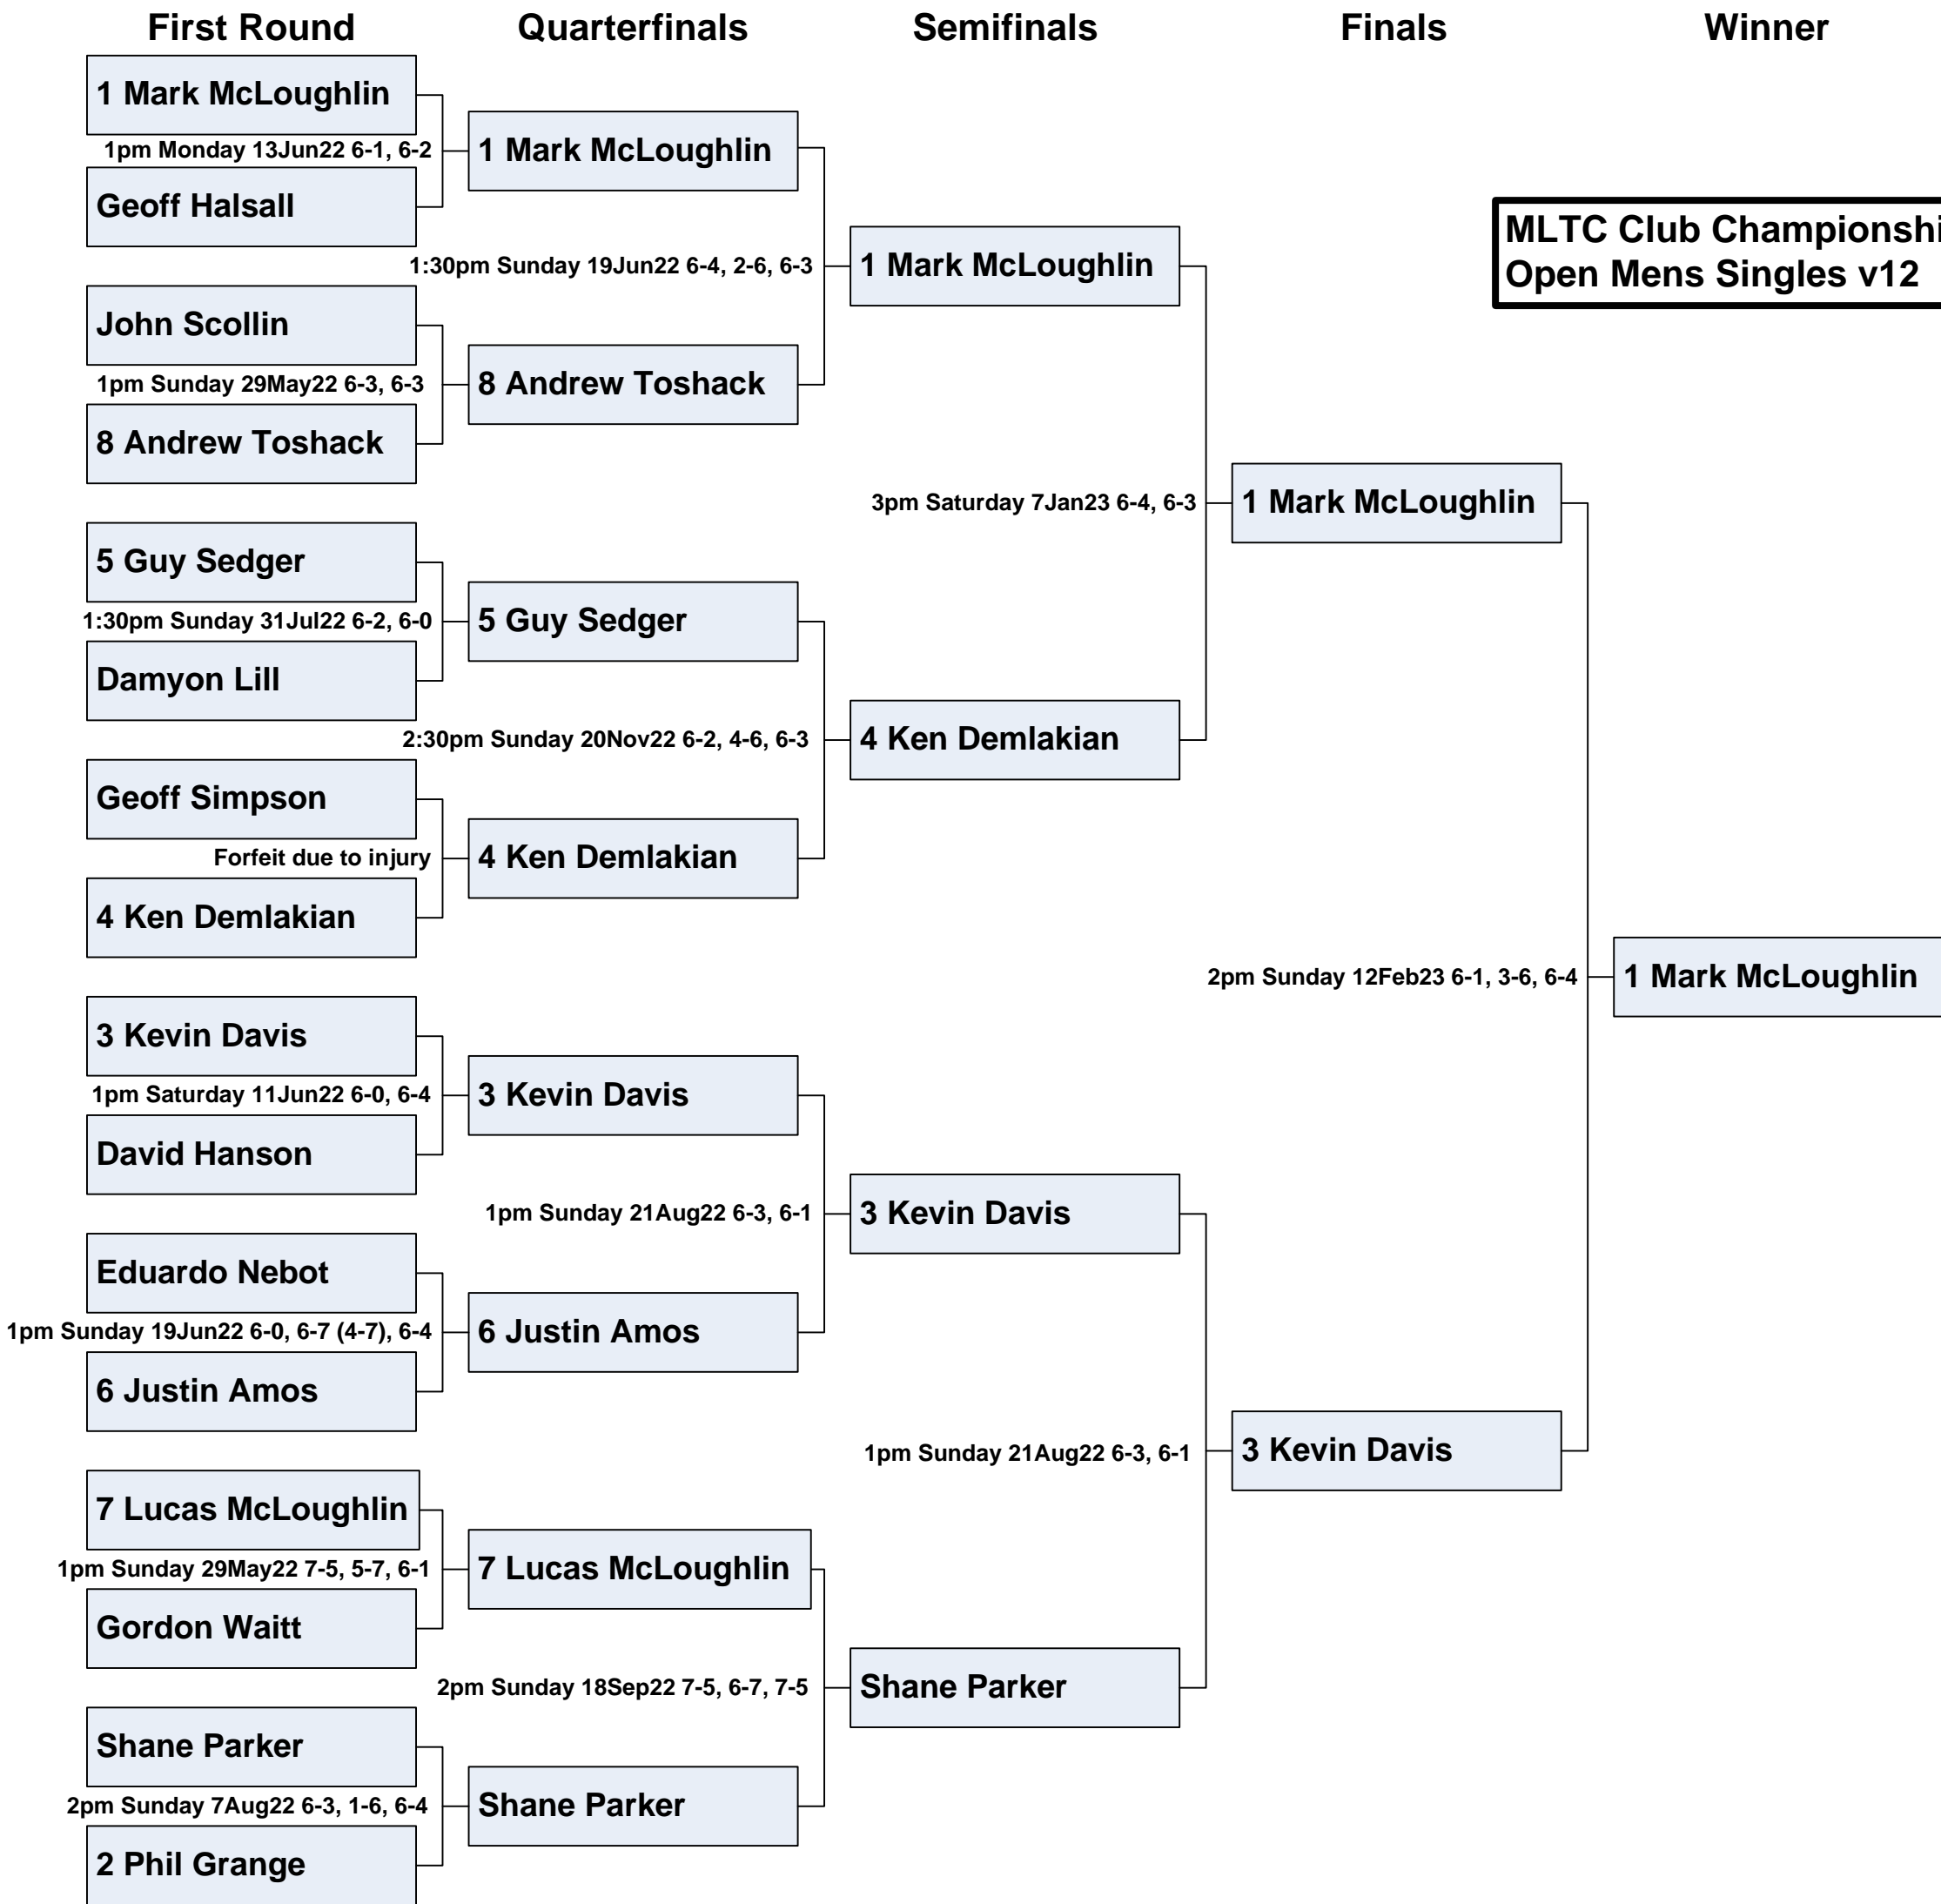 First Round Quarterfinals Semifinals Finals Winner
1 Mark McLoughlin
1pm Monday 13Jun22 6-1, 6-2
Geoff Halsall
1 Mark McLoughlin
1:30pm Sunday 19Jun22 6-4, 2-6, 6-3
1 Mark McLoughlin
MLTC Club Championshi
Open Mens Singles v12
John Scollin
1pm Sunday 29May22 6-3, 6-3
8 Andrew Toshack
8 Andrew Toshack
3pm Saturday 7Jan23 6-4, 6-3
1 Mark McLoughlin
5 Guy Sedger
1:30pm Sunday 31Jul22 6-2, 6-0
Damyon Lill
5 Guy Sedger
2:30pm Sunday 20Nov22 6-2, 4-6, 6-3
4 Ken Demlakian
Geoff Simpson
Forfeit due to injury
4 Ken Demlakian
4 Ken Demlakian
2pm Sunday 12Feb23 6-1, 3-6, 6-4
1 Mark McLoughlin
3 Kevin Davis
1pm Saturday 11Jun22 6-0, 6-4
David Hanson
3 Kevin Davis
1pm Sunday 21Aug22 6-3, 6-1
3 Kevin Davis
Eduardo Nebot
1pm Sunday 19Jun22 6-0, 6-7 (4-7), 6-4
6 Justin Amos
6 Justin Amos
1pm Sunday 21Aug22 6-3, 6-1
3 Kevin Davis
7 Lucas McLoughlin
1pm Sunday 29May22 7-5, 5-7, 6-1
Gordon Waitt
7 Lucas McLoughlin
2pm Sunday 18Sep22 7-5, 6-7, 7-5
Shane Parker
Shane Parker
2pm Sunday 7Aug22 6-3, 1-6, 6-4
2 Phil Grange
Shane Parker